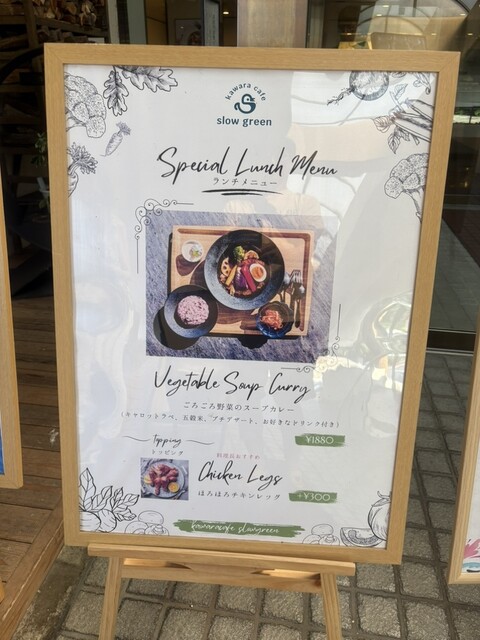 kawara cafe
slow green
Special Lunch Menu
ランチメニュー
Vegetable Soup Curry
ごろごろ野菜のスープカレー
(キャロットラペ、五穀米、プチデザート、お好きなドリンク付き)
¥1880
Topping
トッピング
料理長おすすめ
Chicken Legs
ほろほろチキンレッグ
+¥300
kawaracafe slowgreen